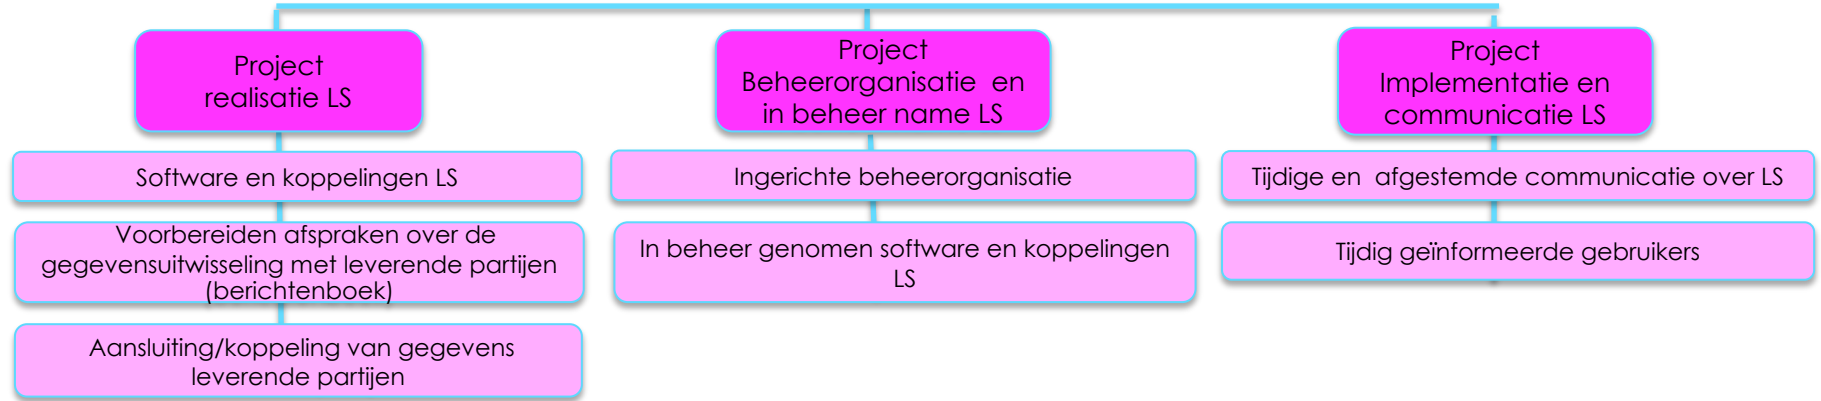 Project
realisatie LS
Software en koppelingen LS
Voorbereiden afspraken over de
gegevensuitwisseling met leverende partijen
(berichtenboek)
Aansluiting/koppeling van gegevens
leverende partijen
Project
Beheerorganisatie en
in beheer name LS
Ingerichte beheerorganisatie
In beheer genomen software en koppelingen
LS
Project
Implementatie en
communicatie LS
Tijdige en afgestemde communicatie over LS
Tijdig geïnformeerde gebruikers